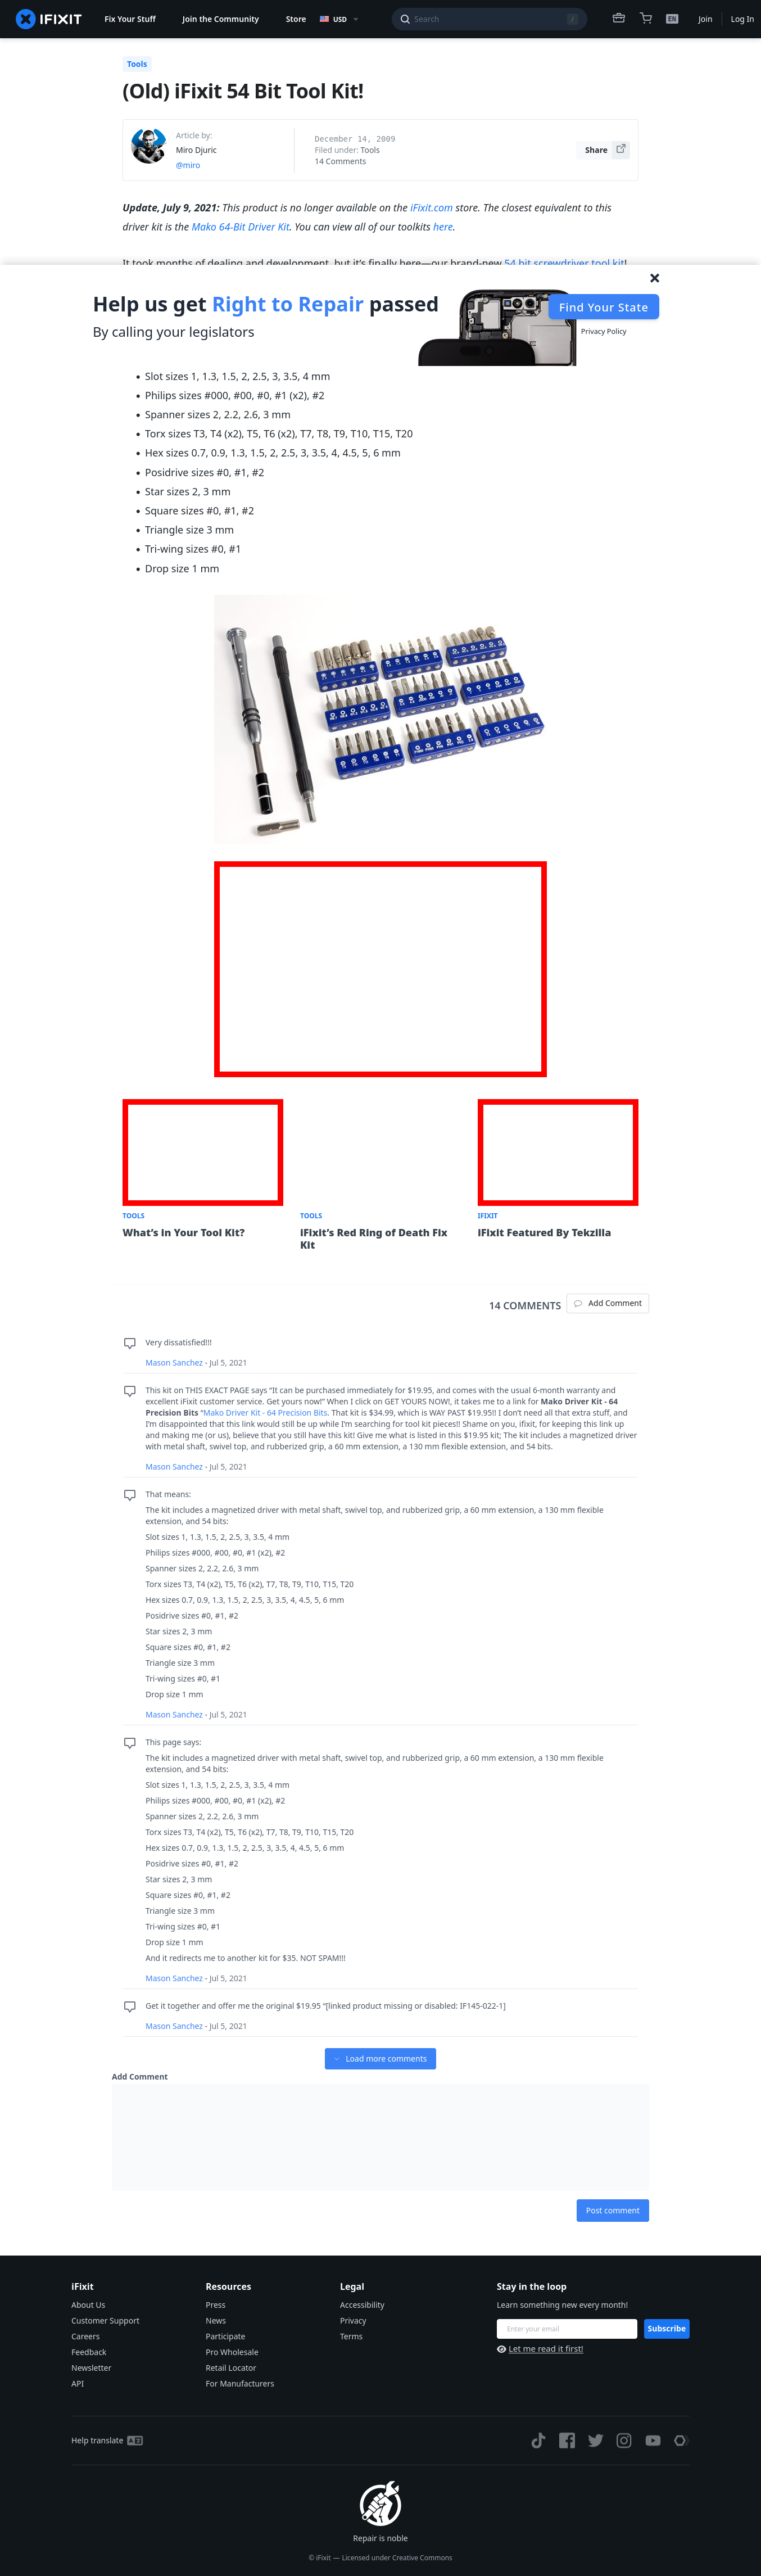 IFIXIT Fix Your Stuff Join the Community Store USD Search / EN Join Log In
Tools
(Old) iFixit 54 Bit Tool Kit!
Article by:
Miro Djuric
@miro
December 14, 2009
Filed under: Tools
14 Comments
Share
Update, July 9, 2021: This product is no longer available on the iFixit.com store. The closest equivalent to this
driver kit is the Mako 64-Bit Driver Kit. You can view all of our toolkits here.
It took months of dealing and development, but it's finally here—our brand-new 54 bit screwdriver tool kit!
Help us get Right to Repair passed
By calling your legislators
Find Your State
Privacy Policy
Slot sizes 1, 1.3, 1.5, 2, 2.5, 3, 3.5, 4 mm
Philips sizes #000, #00, #0, #1 (x2), #2
Spanner sizes 2, 2.2, 2.6, 3 mm
Torx sizes T3, T4 (x2), T5, T6 (x2), T7, T8, T9, T10, T15, T20
Hex sizes 0.7, 0.9, 1.3, 1.5, 2, 2.5, 3, 3.5, 4, 4.5, 5, 6 mm
Posidrive sizes #0, #1, #2
Star sizes 2, 3 mm
Square sizes #0, #1, #2
Triangle size 3 mm
Tri-wing sizes #0, #1
Drop size 1 mm
TOOLS
What's in Your Tool Kit?
TOOLS
iFixit's Red Ring of Death Fix
Kit
IFIXIT
iFixit Featured By Tekzilla
14 COMMENTS
Add Comment
Very dissatisfied!!!
Mason Sanchez - Jul 5, 2021
This kit on THIS EXACT PAGE says "It can be purchased immediately for $19.95, and comes with the usual 6-month warranty and
excellent iFixit customer service. Get yours now!" When I click on GET YOURS NOW!, it takes me to a link for Mako Driver Kit - 64
Precision Bits "Mako Driver Kit - 64 Precision Bits. That kit is $34.99, which is WAY PAST $19.95!! I don't need all that extra stuff, and
I'm disappointed that this link would still be up while I'm searching for tool kit pieces!! Shame on you, ifixit, for keeping this link up
and making me (or us), believe that you still have this kit! Give me what is listed in this $19.95 kit; The kit includes a magnetized driver
with metal shaft, swivel top, and rubberized grip, a 60 mm extension, a 130 mm flexible extension, and 54 bits.
Mason Sanchez - Jul 5, 2021
That means:
The kit includes a magnetized driver with metal shaft, swivel top, and rubberized grip, a 60 mm extension, a 130 mm flexible
extension, and 54 bits:
Slot sizes 1, 1.3, 1.5, 2, 2.5, 3, 3.5, 4 mm
Philips sizes #000, #00, #0, #1 (x2), #2
Spanner sizes 2, 2.2, 2.6, 3 mm
Torx sizes T3, T4 (x2), T5, T6 (x2), T7, T8, T9, T10, T15, T20
Hex sizes 0.7, 0.9, 1.3, 1.5, 2, 2.5, 3, 3.5, 4, 4.5, 5, 6 mm
Posidrive sizes #0, #1, #2
Star sizes 2, 3 mm
Square sizes #0, #1, #2
Triangle size 3 mm
Tri-wing sizes #0, #1
Drop size 1 mm
Mason Sanchez - Jul 5, 2021
This page says:
The kit includes a magnetized driver with metal shaft, swivel top, and rubberized grip, a 60 mm extension, a 130 mm flexible
extension, and 54 bits:
Slot sizes 1, 1.3, 1.5, 2, 2.5, 3, 3.5, 4 mm
Philips sizes #000, #00, #0, #1 (x2), #2
Spanner sizes 2, 2.2, 2.6, 3 mm
Torx sizes T3, T4 (x2), T5, T6 (x2), T7, T8, T9, T10, T15, T20
Hex sizes 0.7, 0.9, 1.3, 1.5, 2, 2.5, 3, 3.5, 4, 4.5, 5, 6 mm
Posidrive sizes #0, #1, #2
Star sizes 2, 3 mm
Square sizes #0, #1, #2
Triangle size 3 mm
Tri-wing sizes #0, #1
Drop size 1 mm
And it redirects me to another kit for $35. NOT SPAM!!!
Mason Sanchez - Jul 5, 2021
Get it together and offer me the original $19.95 "[linked product missing or disabled: IF145-022-1]
Mason Sanchez - Jul 5, 2021
Load more comments
Add Comment
Post comment
iFixit
About Us
Customer Support
Careers
Feedback
Newsletter
API
Resources
Press
News
Participate
Pro Wholesale
Retail Locator
For Manufacturers
Legal
Accessibility
Privacy
Terms
Stay in the loop
Learn something new every month!
Enter your email
Subscribe
Let me read it first!
Help translate
Repair is noble
© iFixit — Licensed under Creative Commons